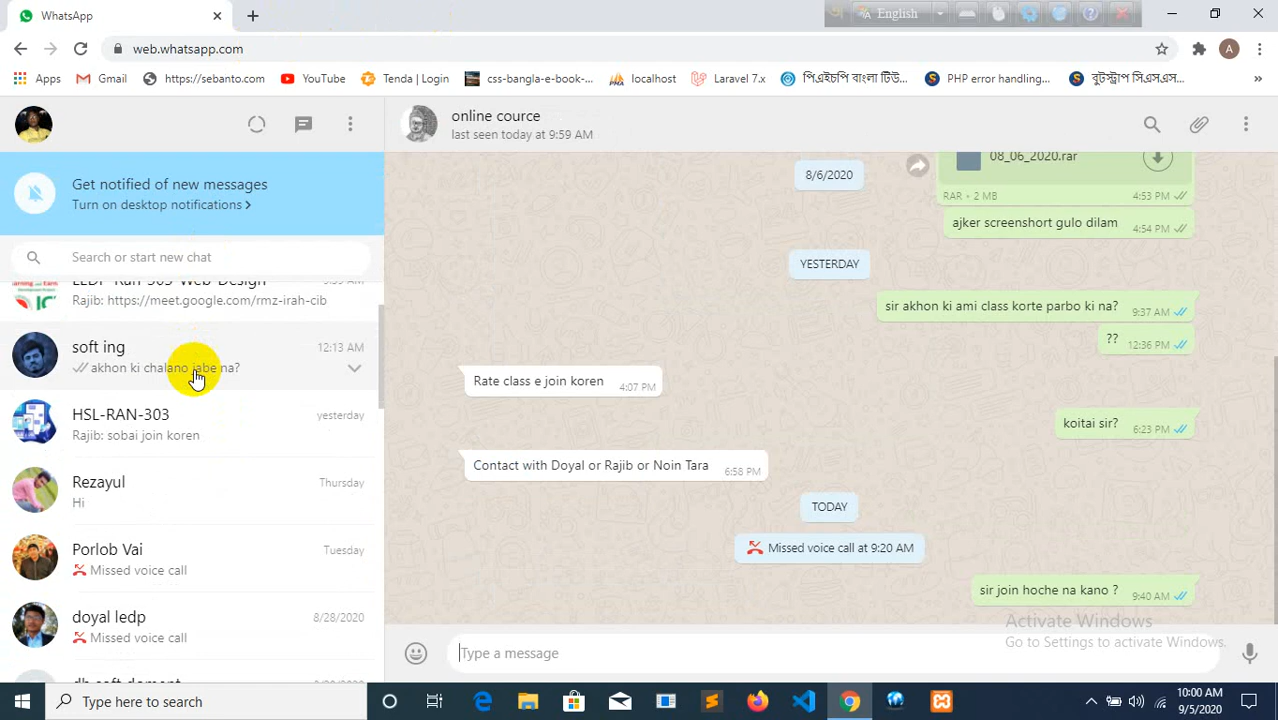 WhatsApp
English
web.whatsapp.com
Apps
Gmail
https://sebanto.com
YouTube
Tenda | Login
css-bangla-e-book-...
localhost
Laravel 7.x
পিএইচপি বাংলা টিউ...
PHP error handling...
বুটস্ট্রাপ সিএসএস...
»
A
online cource
last seen today at 9:59 AM
Get notified of new messages
Turn on desktop notifications >
Search or start new chat
LEDP-Ran-303-Web-Design
9:59 AM
Rajib: https://meet.google.com/rmz-irah-cib
soft ing
12:13 AM
akhon ki chalano jabe na?
HSL-RAN-303
yesterday
Rajib: sobai join koren
Rezayul
Thursday
Hi
Porlob Vai
Tuesday
Missed voice call
doyal ledp
8/28/2020
Missed voice call
08_06_2020.rar
8/6/2020
RAR • 2 MB
4:53 PM
ajker screenshort gulo dilam
4:54 PM
YESTERDAY
sir akhon ki ami class korte parbo ki na?
9:37 AM
??
12:36 PM
Rate class e join koren
4:07 PM
koitai sir?
6:23 PM
Contact with Doyal or Rajib or Noin Tara
6:58 PM
TODAY
Missed voice call at 9:20 AM
sir join hoche na kano ?
9:40 AM
Activate Windows
Go to Settings to activate Windows.
Type a message
Type here to search
10:00 AM
9/5/2020